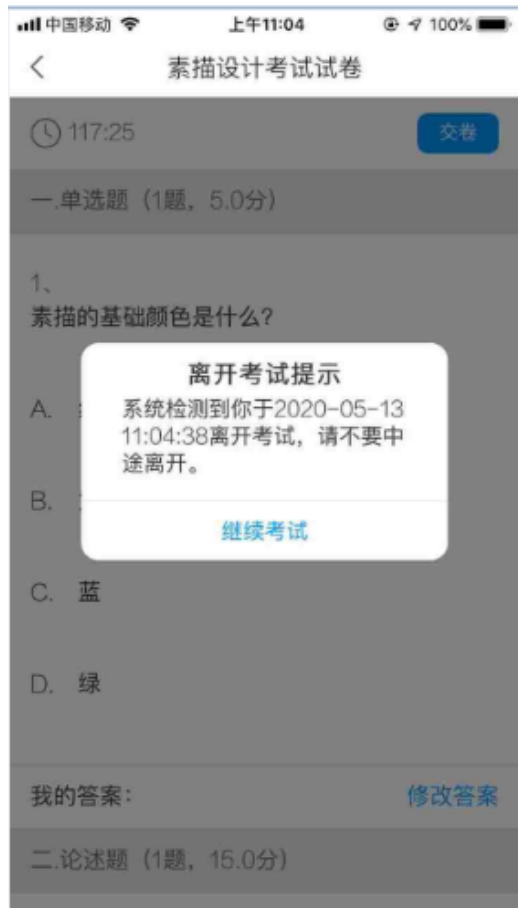 中国移动 上午11:04 100%
素描设计考试试卷
117:25 交卷
一.单选题（1题，5.0分）
1、
素描的基础颜色是什么?
离开考试提示
系统检测到你于2020-05-13
11:04:38离开考试，请不要中
途离开。
继续考试
A.
B.
C. 蓝
D. 绿
我的答案：
修改答案
二.论述题（1题，15.0分）